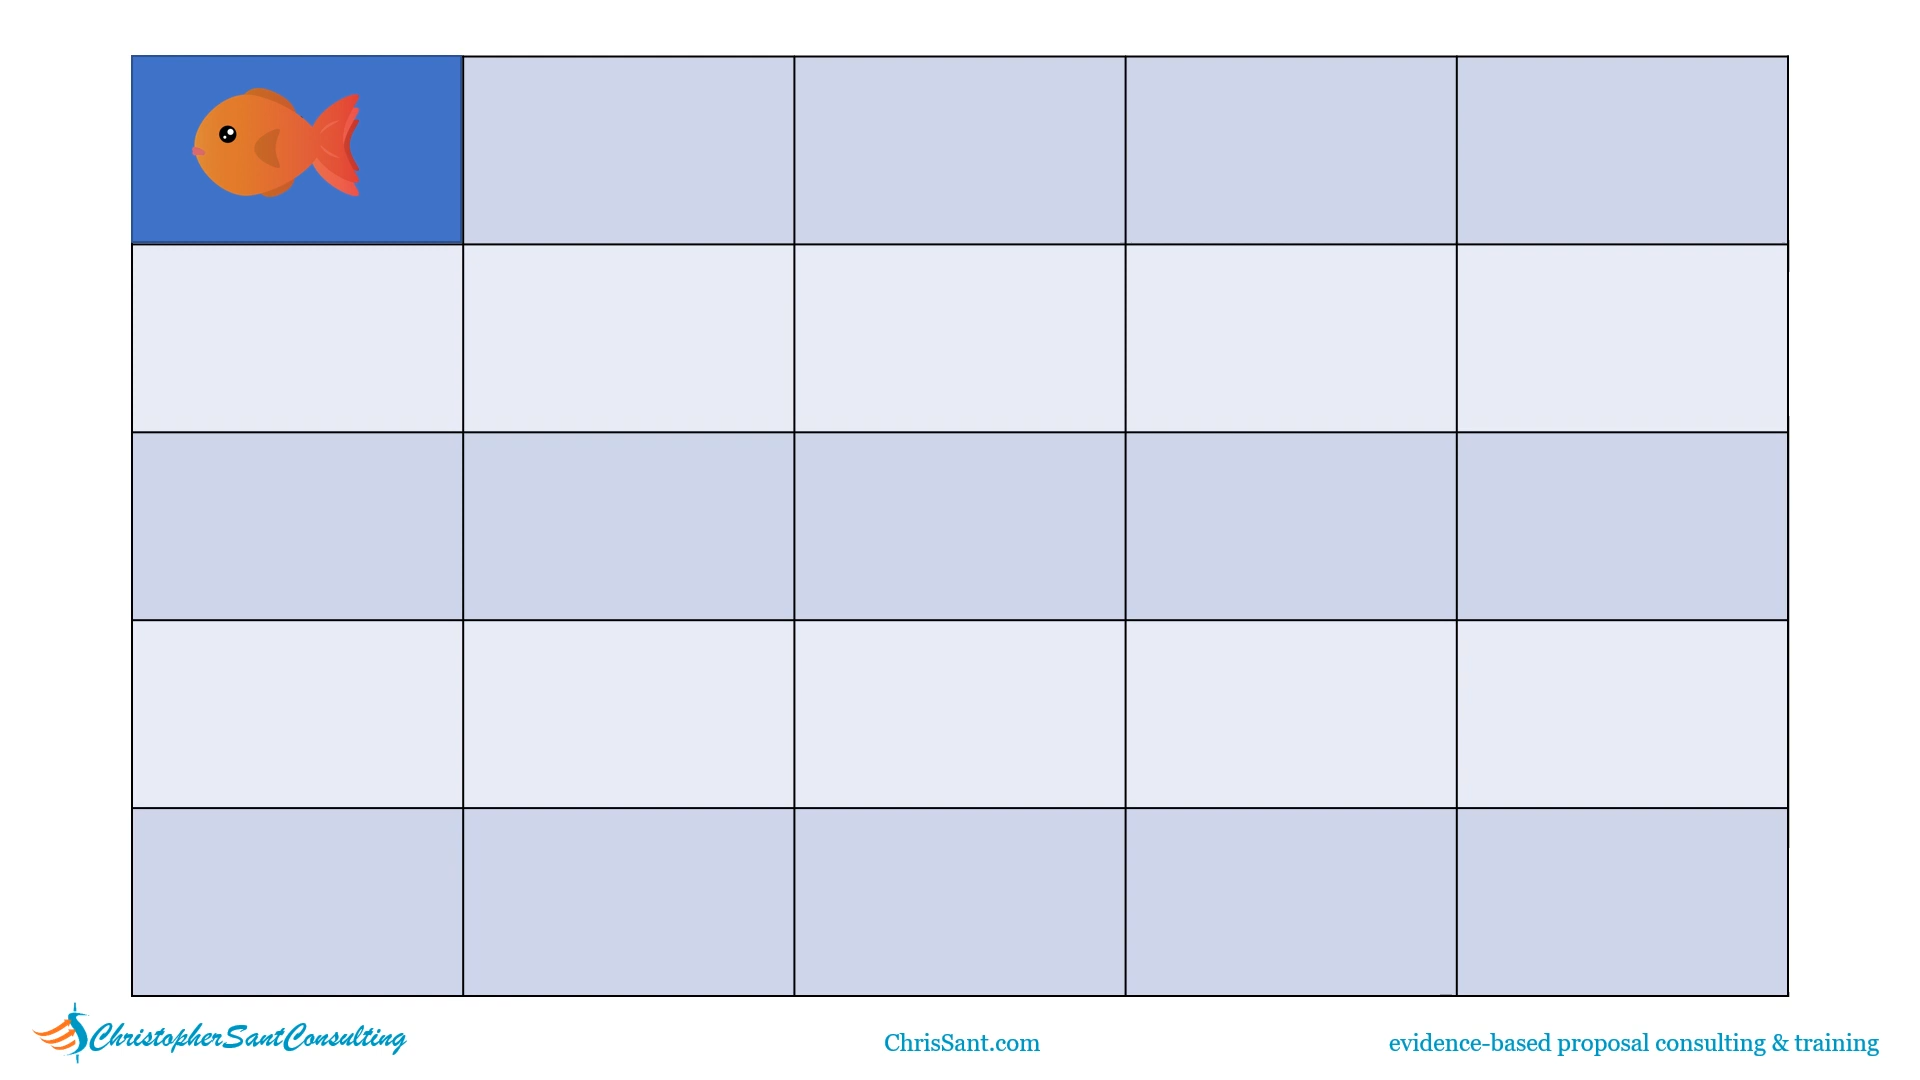 ChristopherSantConsulting
ChrisSant.com
evidence-based proposal consulting & training